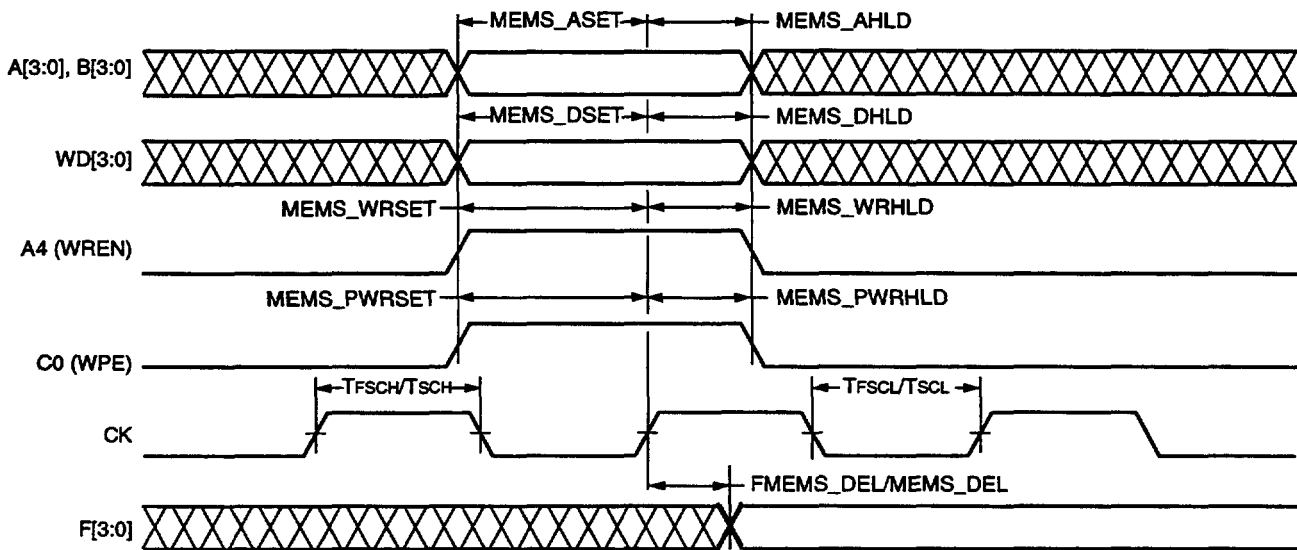 MEMS_ASET MEMS_AHLD
A[3:0], B[3:0]
MEMS_DSET MEMS_DHLD
WD[3:0]
MEMS_WRSET MEMS_WRHLD
A4 (WREN)
MEMS_PWRSET MEMS_PWRHLD
C0 (WPE)
TFSCH/TSCH TFSCL/TSCL
CK
FMEMS_DEL/MEMS_DEL
F[3:0]